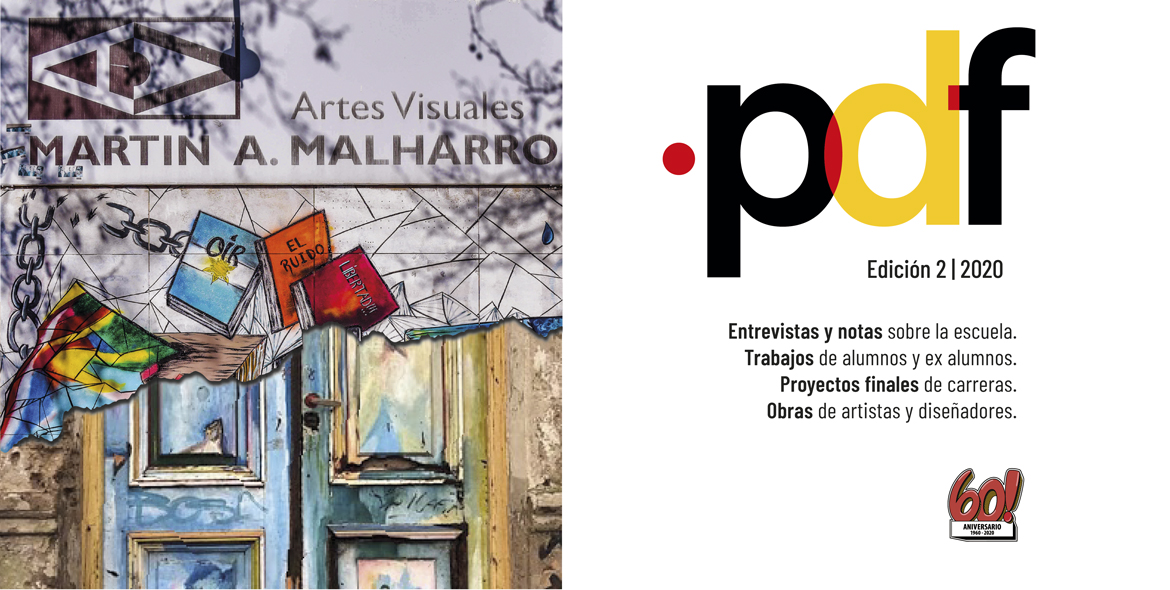 Artes Visuales
MARTIN A. MALHARRO
OÍR
EL
RUIDO
LIBERTAD
.pdf
Edición 2 | 2020
Entrevistas y notas sobre la escuela.
Trabajos de alumnos y ex alumnos.
Proyectos finales de carreras.
Obras de artistas y diseñadores.
60!
ANIVERSARIO
1960 - 2020